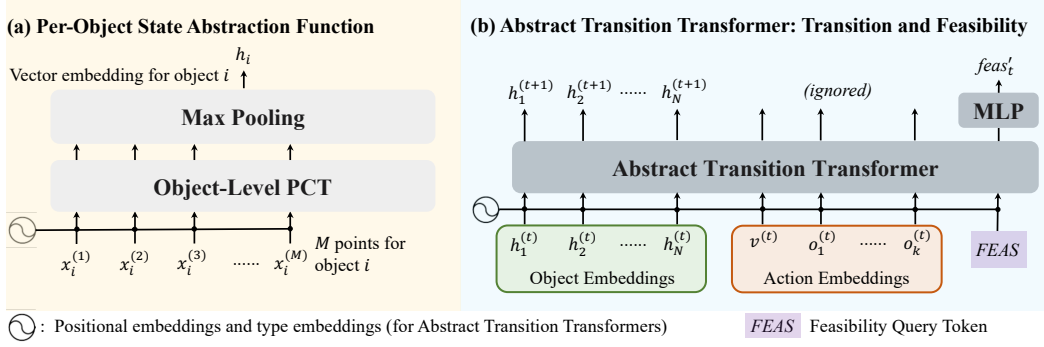 (a) Per-Object State Abstraction Function
h_i
Vector embedding for object i
Max Pooling
Object-Level PCT
x_i^{(1)} x_i^{(2)} x_i^{(3)} ...... x_i^{(M)}
M points for
object i
(b) Abstract Transition Transformer: Transition and Feasibility
h_1^{(t+1)} h_2^{(t+1)} ...... h_N^{(t+1)} (ignored) feas'_t
MLP
Abstract Transition Transformer
h_1^{(t)} h_2^{(t)} ...... h_N^{(t)} v^{(t)} o_1^{(t)} ...... o_k^{(t)} FEAS
Object Embeddings Action Embeddings
: Positional embeddings and type embeddings (for Abstract Transition Transformers) FEAS Feasibility Query Token